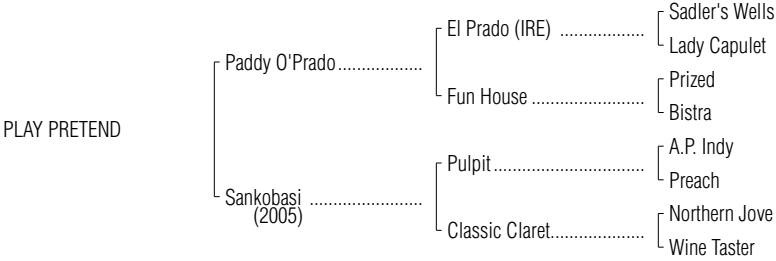 Sadler's Wells
El Prado (IRE) ...................
Lady Capulet
Paddy O'Prado..................
Prized
Fun House .........................
Bistra
PLAY PRETEND
A.P. Indy
Pulpit.................................
Preach
Sankobasi ........................
(2005)
Northern Jove
Classic Claret....................
Wine Taster